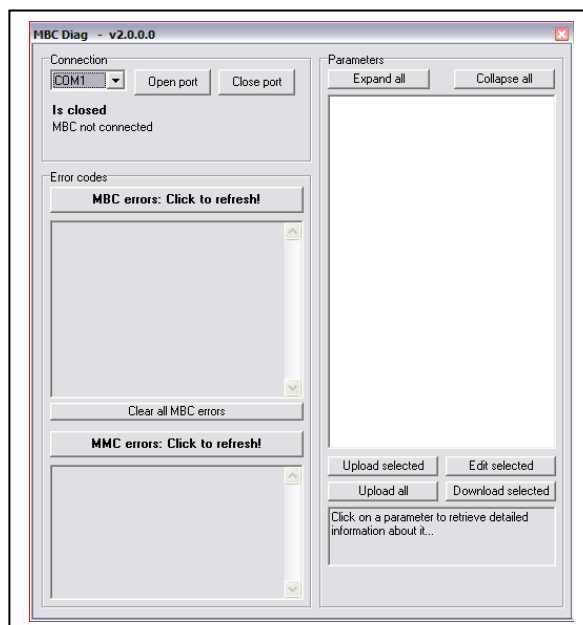 MBC Diag - v2.0.0.0
Connection
COM1
Open port
Close port
Is closed
MBC not connected
Error codes
MBC errors: Click to refresh!
Clear all MBC errors
MMC errors: Click to refresh!
Parameters
Expand all
Collapse all
Upload selected
Edit selected
Upload all
Download selected
Click on a parameter to retrieve detailed
information about it...